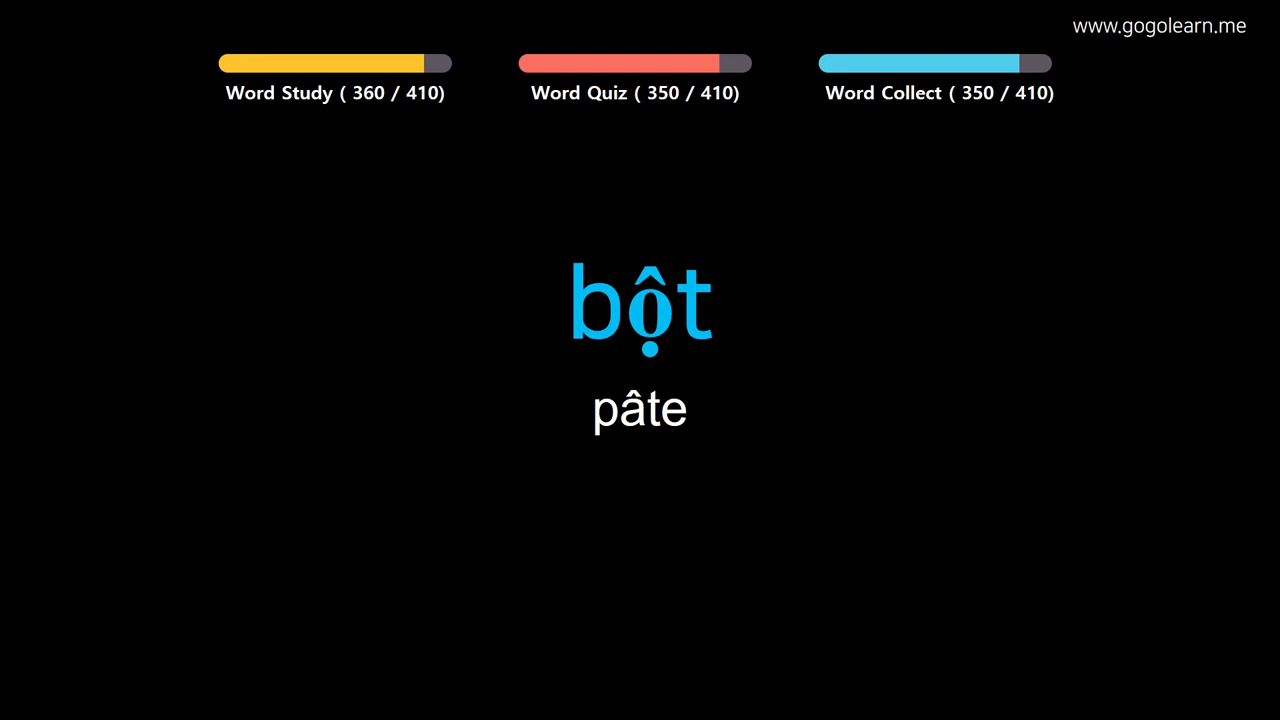 www.gogolearn.me
Word Study ( 360 / 410)
Word Quiz ( 350 / 410)
Word Collect ( 350 / 410)
bột
pâte